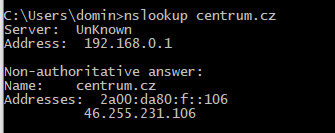 C:\Users\domin>nslookup centrum.cz
Server:  UnKnown
Address:  192.168.0.1

Non-authoritative answer:
Name:    centrum.cz
Addresses:  2a00:da80:f::106
          46.255.231.106